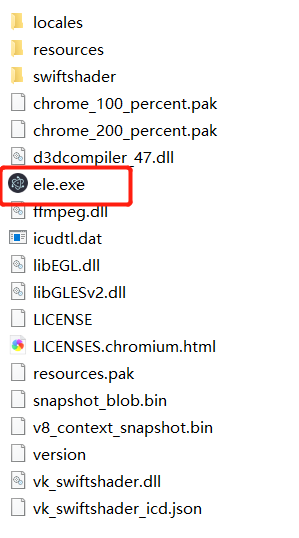 locales
resources
swiftshader
chrome_100_percent.pak
chrome_200_percent.pak
d3dcompiler_47.dll
ele.exe
ffmpeg.dll
icudtl.dat
libEGL.dll
libGLESv2.dll
LICENSE
LICENSES.chromium.html
resources.pak
snapshot_blob.bin
v8_context_snapshot.bin
version
vk_swiftshader.dll
vk_swiftshader_icd.json